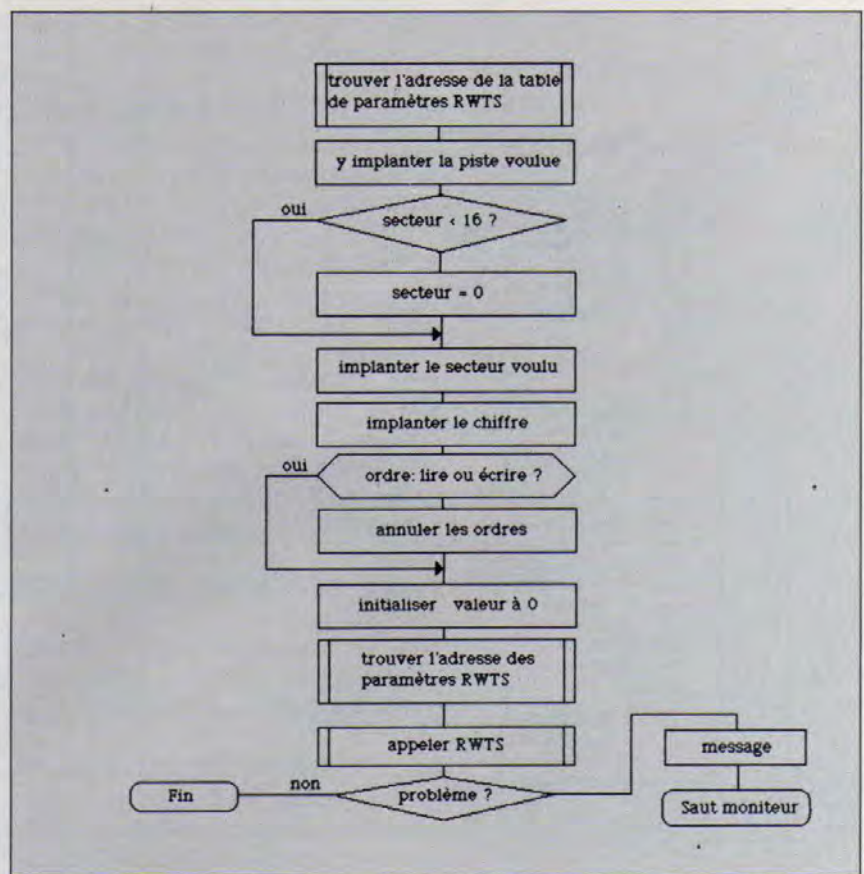 trouver l'adresse de la table
de paramètres RWTS
y implanter la piste voulue
oui
secteur < 16 ?
secteur = 0
implanter le secteur voulu
implanter le chiffre
oui
ordre: lire ou écrire ?
annuler les ordres
initialiser valeur à 0
trouver l'adresse des
paramètres RWTS
appeler RWTS
message
non
Fin
problème ?
Saut moniteur